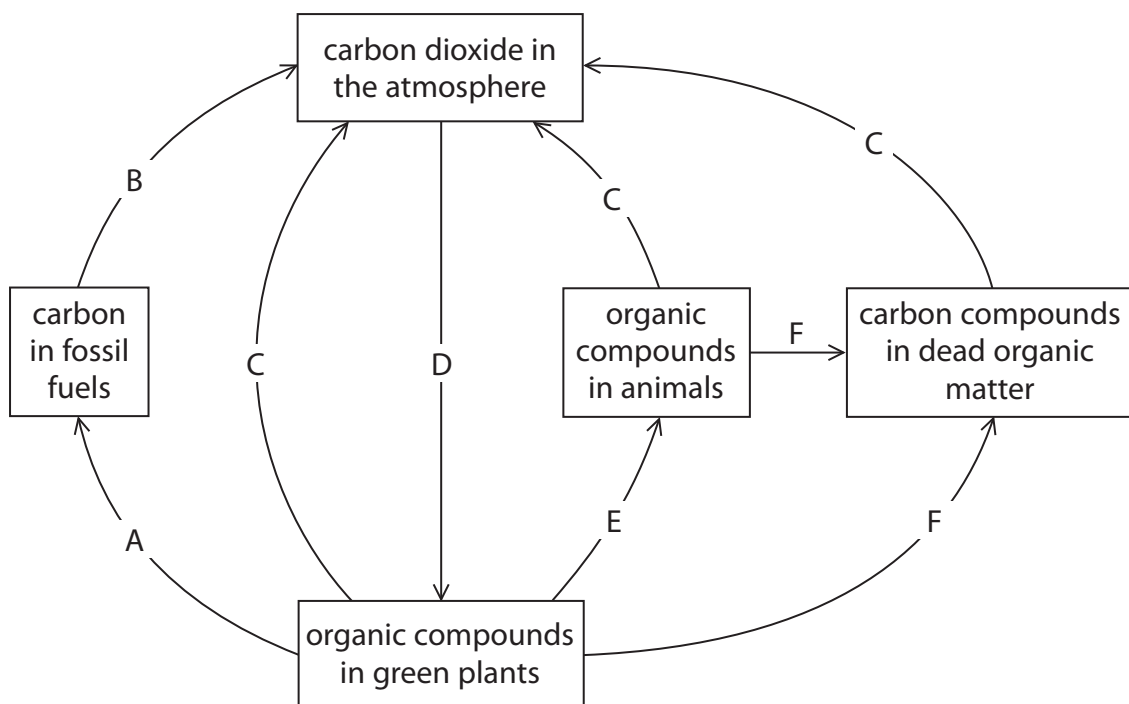 carbon dioxide in
the atmosphere
B
C
C
carbon
in fossil
fuels
C
D
organic
compounds
in animals
F
carbon compounds
in dead organic
matter
A
E
F
organic compounds
in green plants